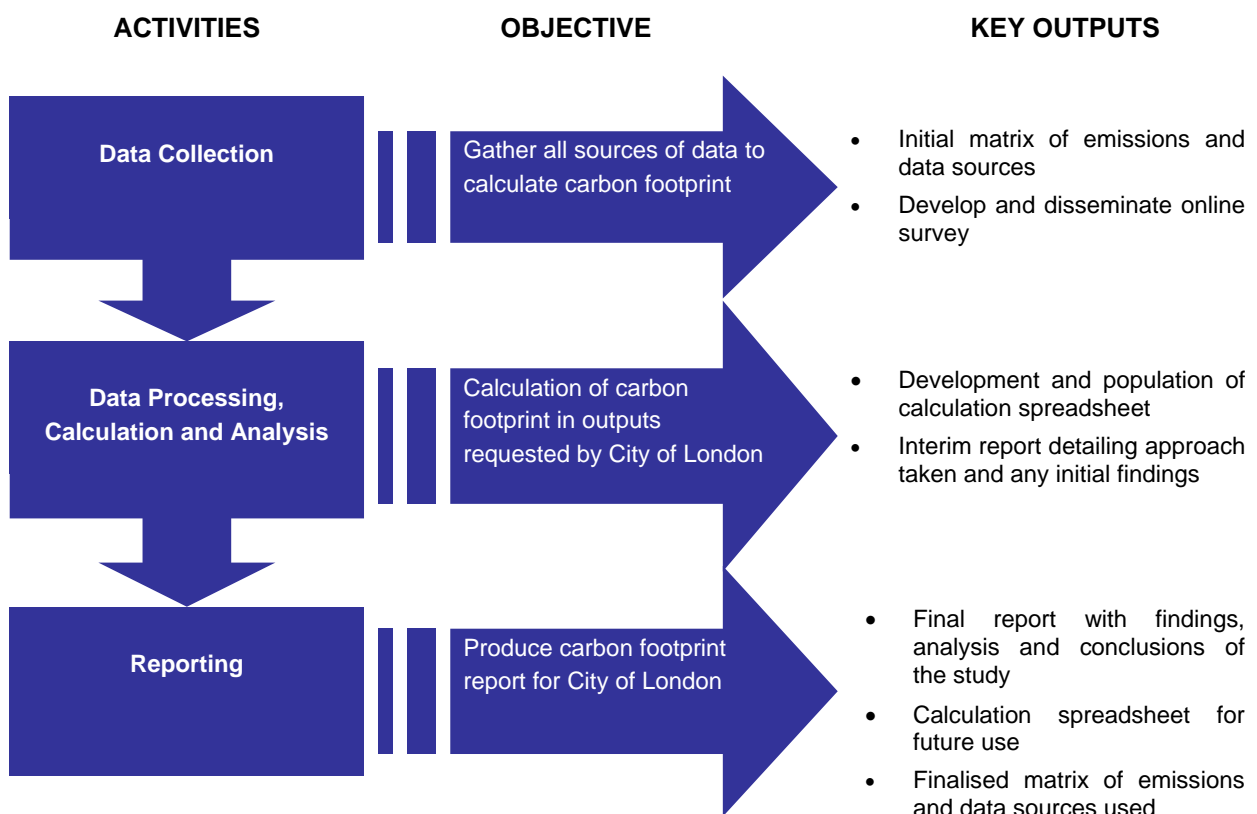 ACTIVITIES
OBJECTIVE
KEY OUTPUTS
Data Collection
Gather all sources of data to
calculate carbon footprint
• Initial matrix of emissions and
data sources
• Develop and disseminate online
survey
Data Processing,
Calculation and Analysis
Calculation of carbon
footprint in outputs
requested by City of London
• Development and population of
calculation spreadsheet
• Interim report detailing approach
taken and any initial findings
Reporting
Produce carbon footprint
report for City of London
• Final report with findings,
analysis and conclusions of
the study
• Calculation spreadsheet for
future use
• Finalised matrix of emissions
and data sources used